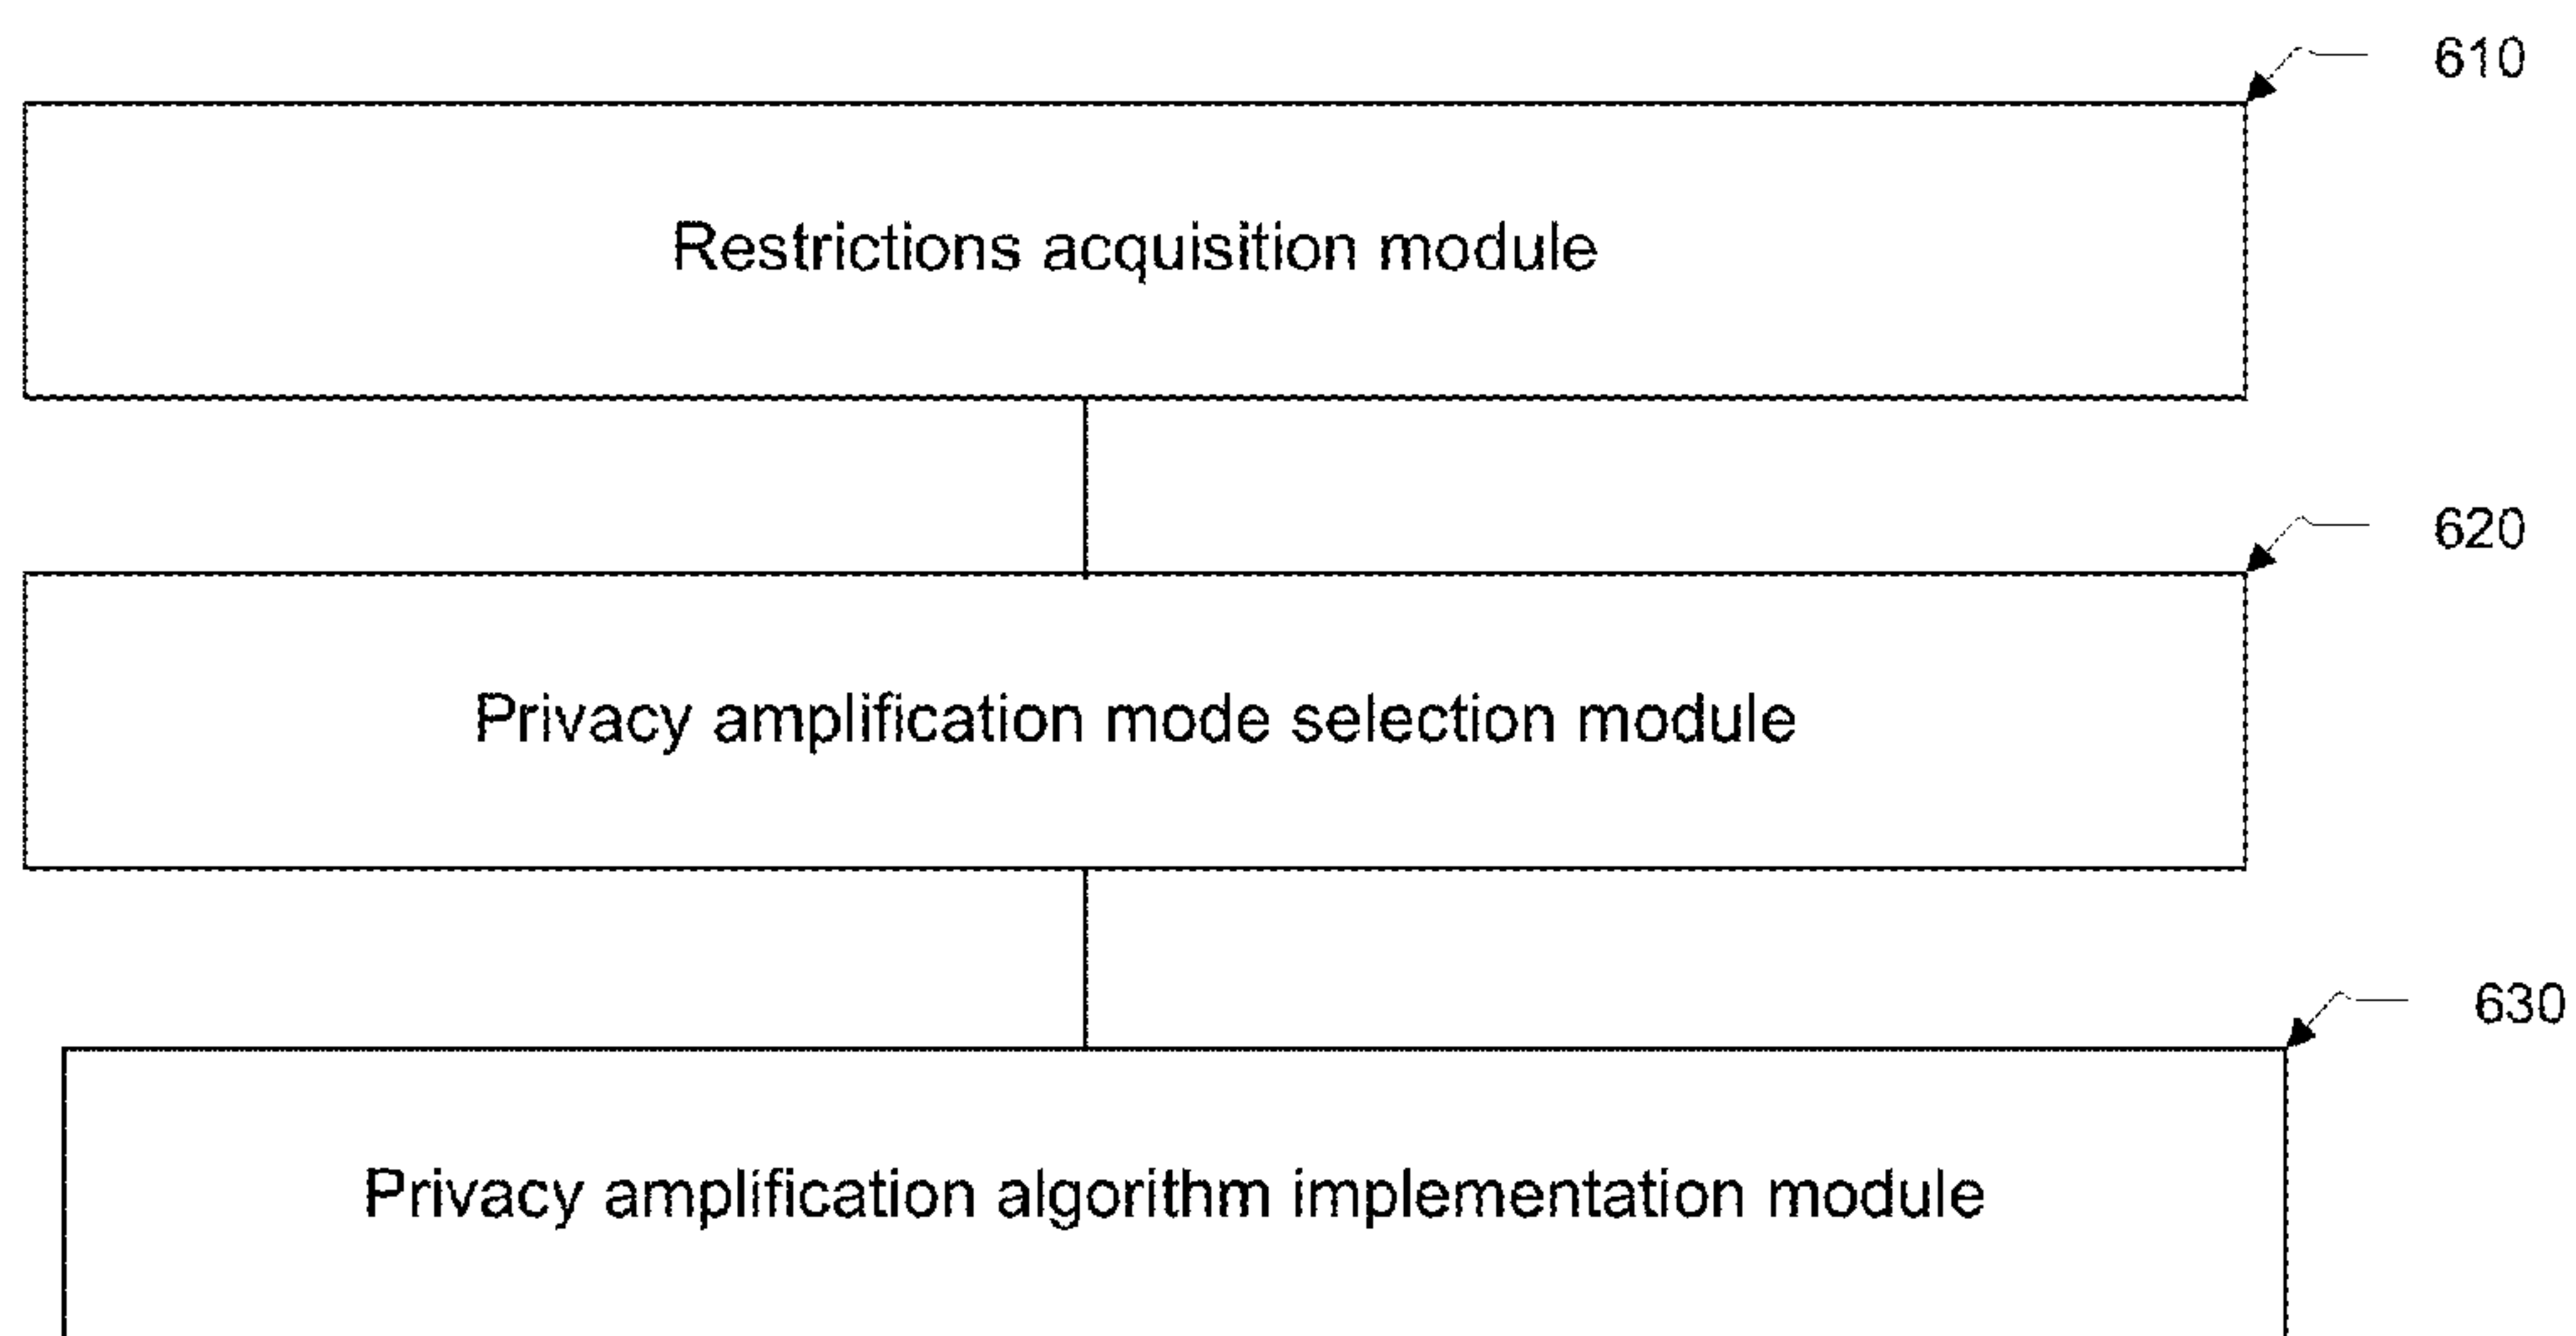 610
Restrictions acquisition module
620
Privacy amplification mode selection module
630
Privacy amplification algorithm implementation module